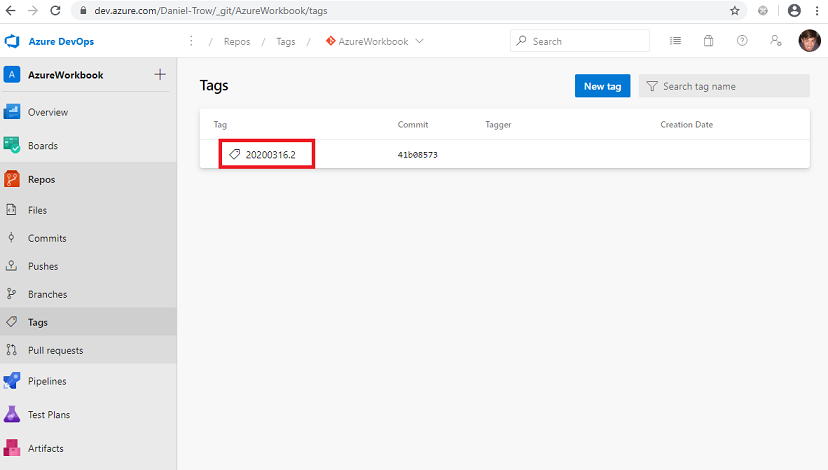 dev.azure.com/Daniel-Trow/_git/AzureWorkbook/tags
Azure DevOps
/ Repos / Tags / AzureWorkbook
Search
A AzureWorkbook
Overview
Boards
Repos
Files
Commits
Pushes
Branches
Tags
Pull requests
Pipelines
Test Plans
Artifacts
Tags
New tag
Search tag name
Tag Commit Tagger Creation Date
20200316.2 41b08573